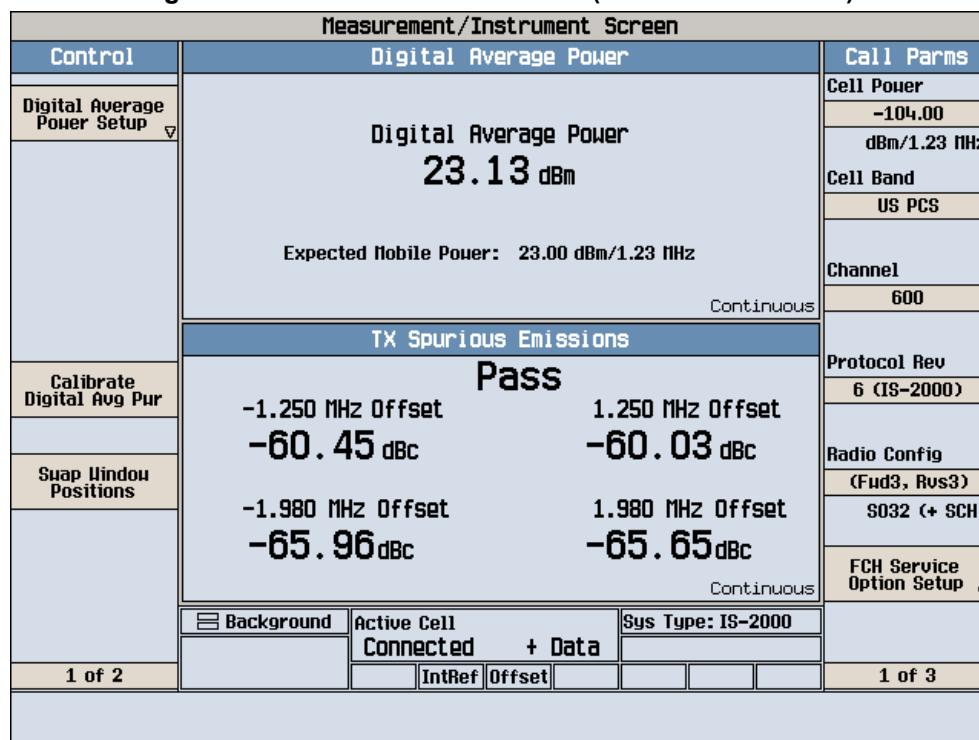 Measurement/Instrument Screen
Control
Digital Average
Power Setup
Calibrate
Digital Avg Pwr
Swap Window
Positions
1 of 2
Digital Average Power
Digital Average Power
23.13 dBm
Expected Mobile Power: 23.00 dBm/1.23 MHz
Continuous
TX Spurious Emissions
Pass
-1.250 MHz Offset 1.250 MHz Offset
-60.45 dBc -60.03 dBc
-1.980 MHz Offset 1.980 MHz Offset
-65.96 dBc -65.65 dBc
Continuous
Background
Active Cell
Connected + Data
Sys Type: IS-2000
IntRef Offset
Call Parms
Cell Power
-104.00
dBm/1.23 MHz
Cell Band
US PCS
Channel
600
Protocol Rev
6 (IS-2000)
Radio Config
(Fwd3, Rvs3)
SO32 (+ SCH
FCH Service
Option Setup
1 of 3